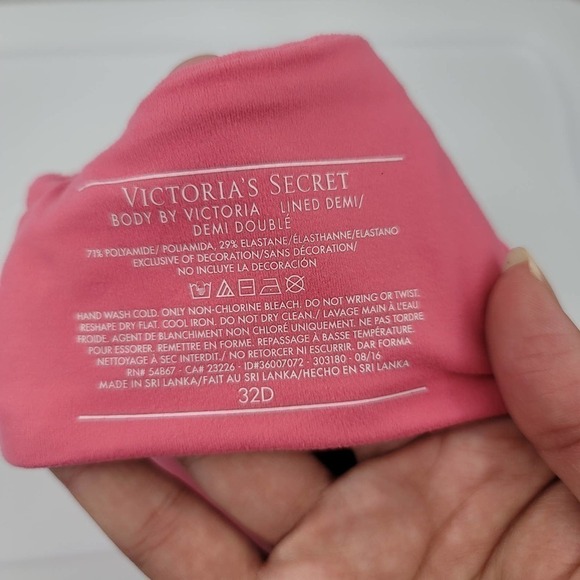 VICTORIA'S SECRET
BODY BY VICTORIA LINED DEMI/
DEMI DOUBLÉ
71% POLYAMIDE/ POLIAMIDA, 29% ELASTANE/ÉLASTHANNE/ELASTANO
EXCLUSIVE OF DECORATION/SANS DÉCORATION/
NO INCLUYE LA DECORACIÓN
HAND WASH COLD. ONLY NON-CHLORINE BLEACH. DO NOT WRING OR TWIST.
RESHAPE DRY FLAT. COOL IRON. DO NOT DRY CLEAN./ LAVAGE MAIN À L'EAU
FROIDE. AGENT DE BLANCHIMENT NON CHLORÉ UNIQUEMENT. NE PAS TORDRE
POUR ESSORER. REMETTRE EN FORME. REPASSAGE À BASSE TEMPÉRATURE.
NETTOYAGE À SEC INTERDIT./ NO RETORCER NI ESCURRIR. DAR FORMA
RN# 54867 - CA# 23226 - ID#36007072 - 303180 - 08/16
MADE IN SRI LANKA/FAIT AU SRI LANKA/HECHO EN SRI LANKA
32D